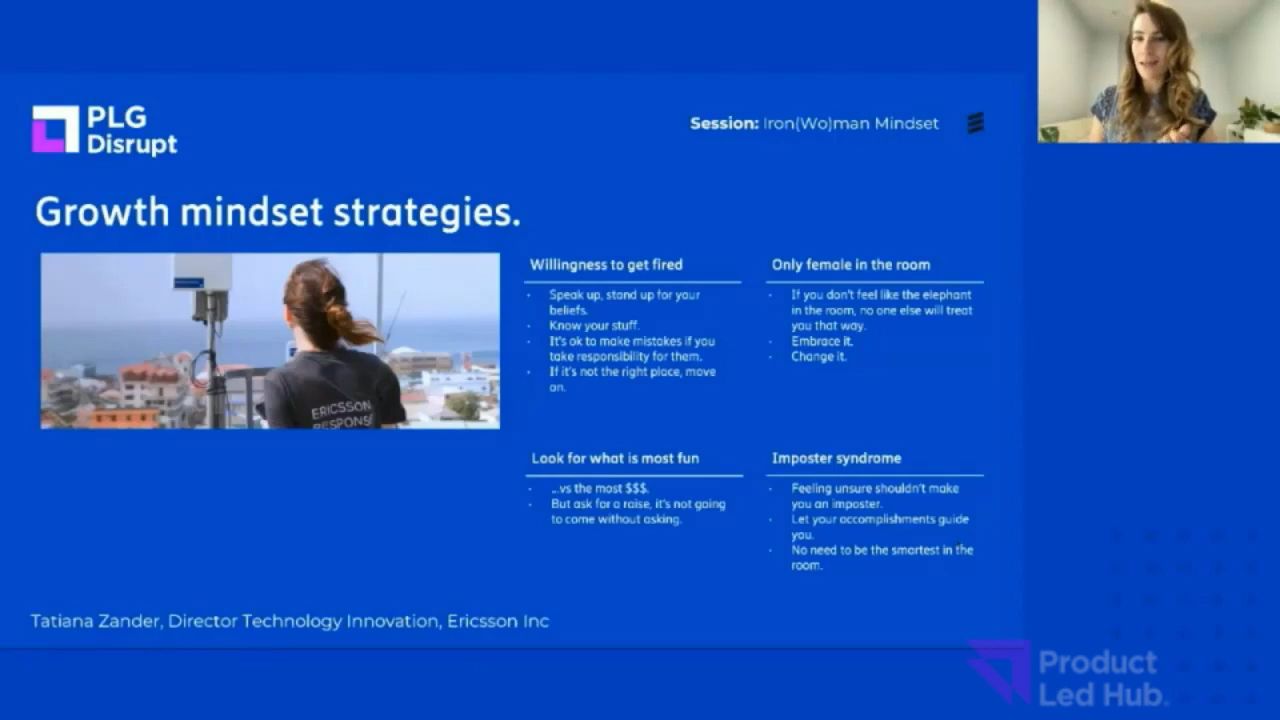 PLG
Disrupt
Session: Iron(Wo)man Mindset
Growth mindset strategies.
ERICSSON
RESPONSE
Willingness to get fired
· Speak up, stand up for your
beliefs.
· Know your stuff.
· It's ok to make mistakes if you
take responsibility for them.
· If it's not the right place, move
on.
Only female in the room
· If you don't feel like the elephant
in the room, no one else will treat
you that way.
· Embrace it.
· Change it.
Look for what is most fun
· ...vs the most $$$.
· But ask for a raise, it's not going
to come without asking.
Imposter syndrome
· Feeling unsure shouldn't make
you an imposter.
· Let your accomplishments guide
you.
· No need to be the smartest in the
room.
Tatiana Zander, Director Technology Innovation, Ericsson Inc
Product
Led Hub.